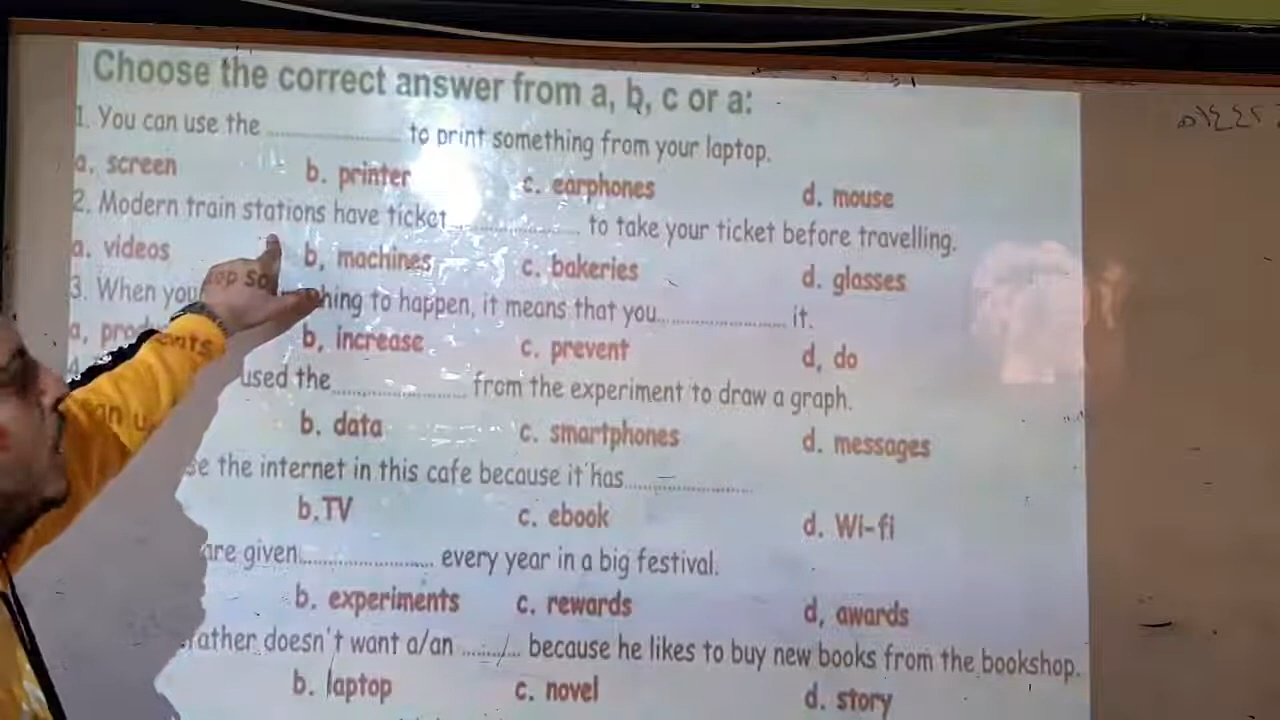 Choose the correct answer from a, b, c or a:
1. You can use the ................ to print something from your laptop.
a. screen b. printer c. earphones d. mouse
2. Modern train stations have ticket ................ to take your ticket before travelling.
a. videos b, machines c. bakeries d. glasses
3. When you top so hing to happen, it means that you................ it.
a, pro ents b, increase c. prevent d, do
used the................ from the experiment to draw a graph.
b. data c. smartphones d. messages
se the internet in this cafe because it has................
b.TV c. ebook d. Wi-fi
are given................ every year in a big festival.
b. experiments c. rewards d, awards
father doesn't want a/an ......... because he likes to buy new books from the bookshop.
b. laptop c. novel d. story